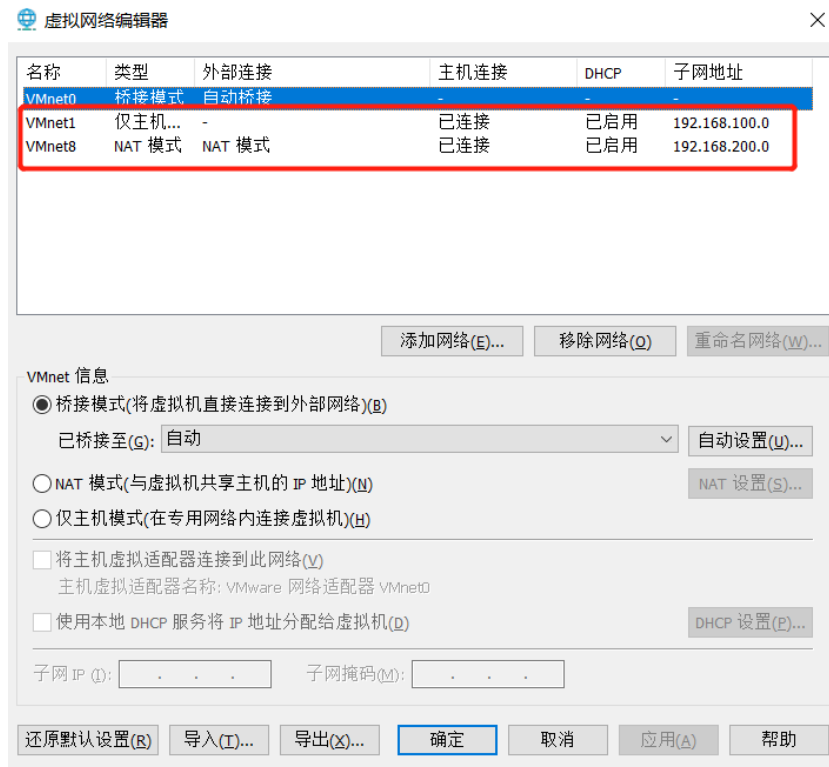 虚拟网络编辑器
名称 类型 外部连接 主机连接 DHCP 子网地址
VMnet0 桥接模式 自动桥接 - - -
VMnet1 仅主机... - 已连接 已启用 192.168.100.0
VMnet8 NAT 模式 NAT 模式 已连接 已启用 192.168.200.0
添加网络(E)... 移除网络(O) 重命名网络(W)...
VMnet 信息
桥接模式(将虚拟机直接连接到外部网络)(B)
已桥接至(G): 自动 自动设置(U)...
NAT 模式(与虚拟机共享主机的 IP 地址)(N) NAT 设置(S)...
仅主机模式(在专用网络内连接虚拟机)(H)
将主机虚拟适配器连接到此网络(V)
主机虚拟适配器名称: VMware 网络适配器 VMnet0
使用本地 DHCP 服务将 IP 地址分配给虚拟机(D) DHCP 设置(P)...
子网 IP (I): . . . 子网掩码(M): . . .
还原默认设置(R) 导入(T)... 导出(X)... 确定 取消 应用(A) 帮助